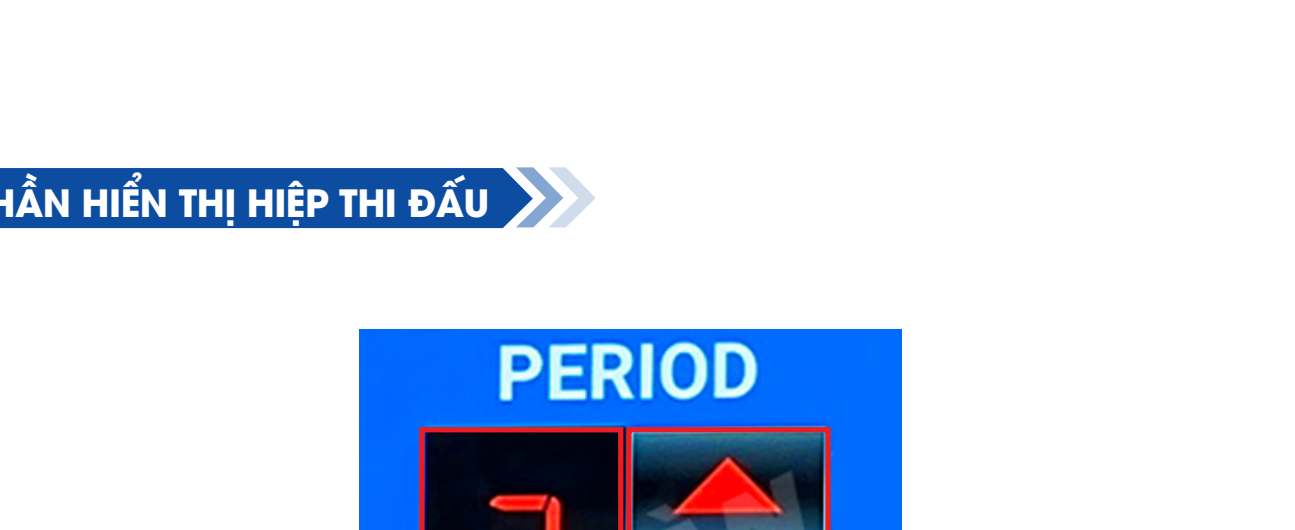 HẦN HIỂN THỊ HIỆP THI ĐẤU
PERIOD